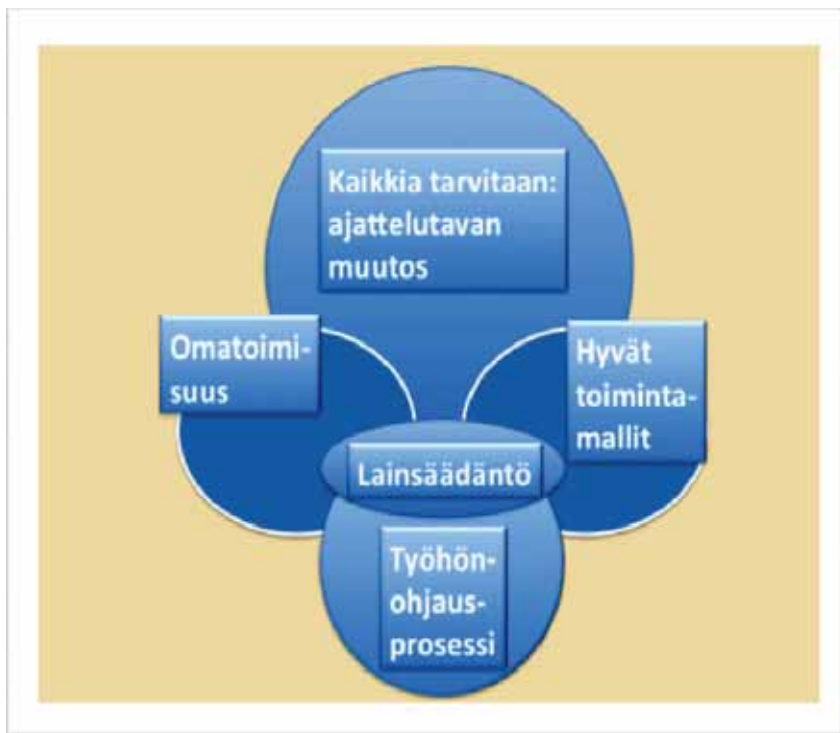 Kaikkia tarvitaan:
ajattelutavan
muutos
Omatoimi-
suus
Hyvät
toiminta-
mallit
Lainsäädäntö
Työhön-
ohjaus-
prosessi